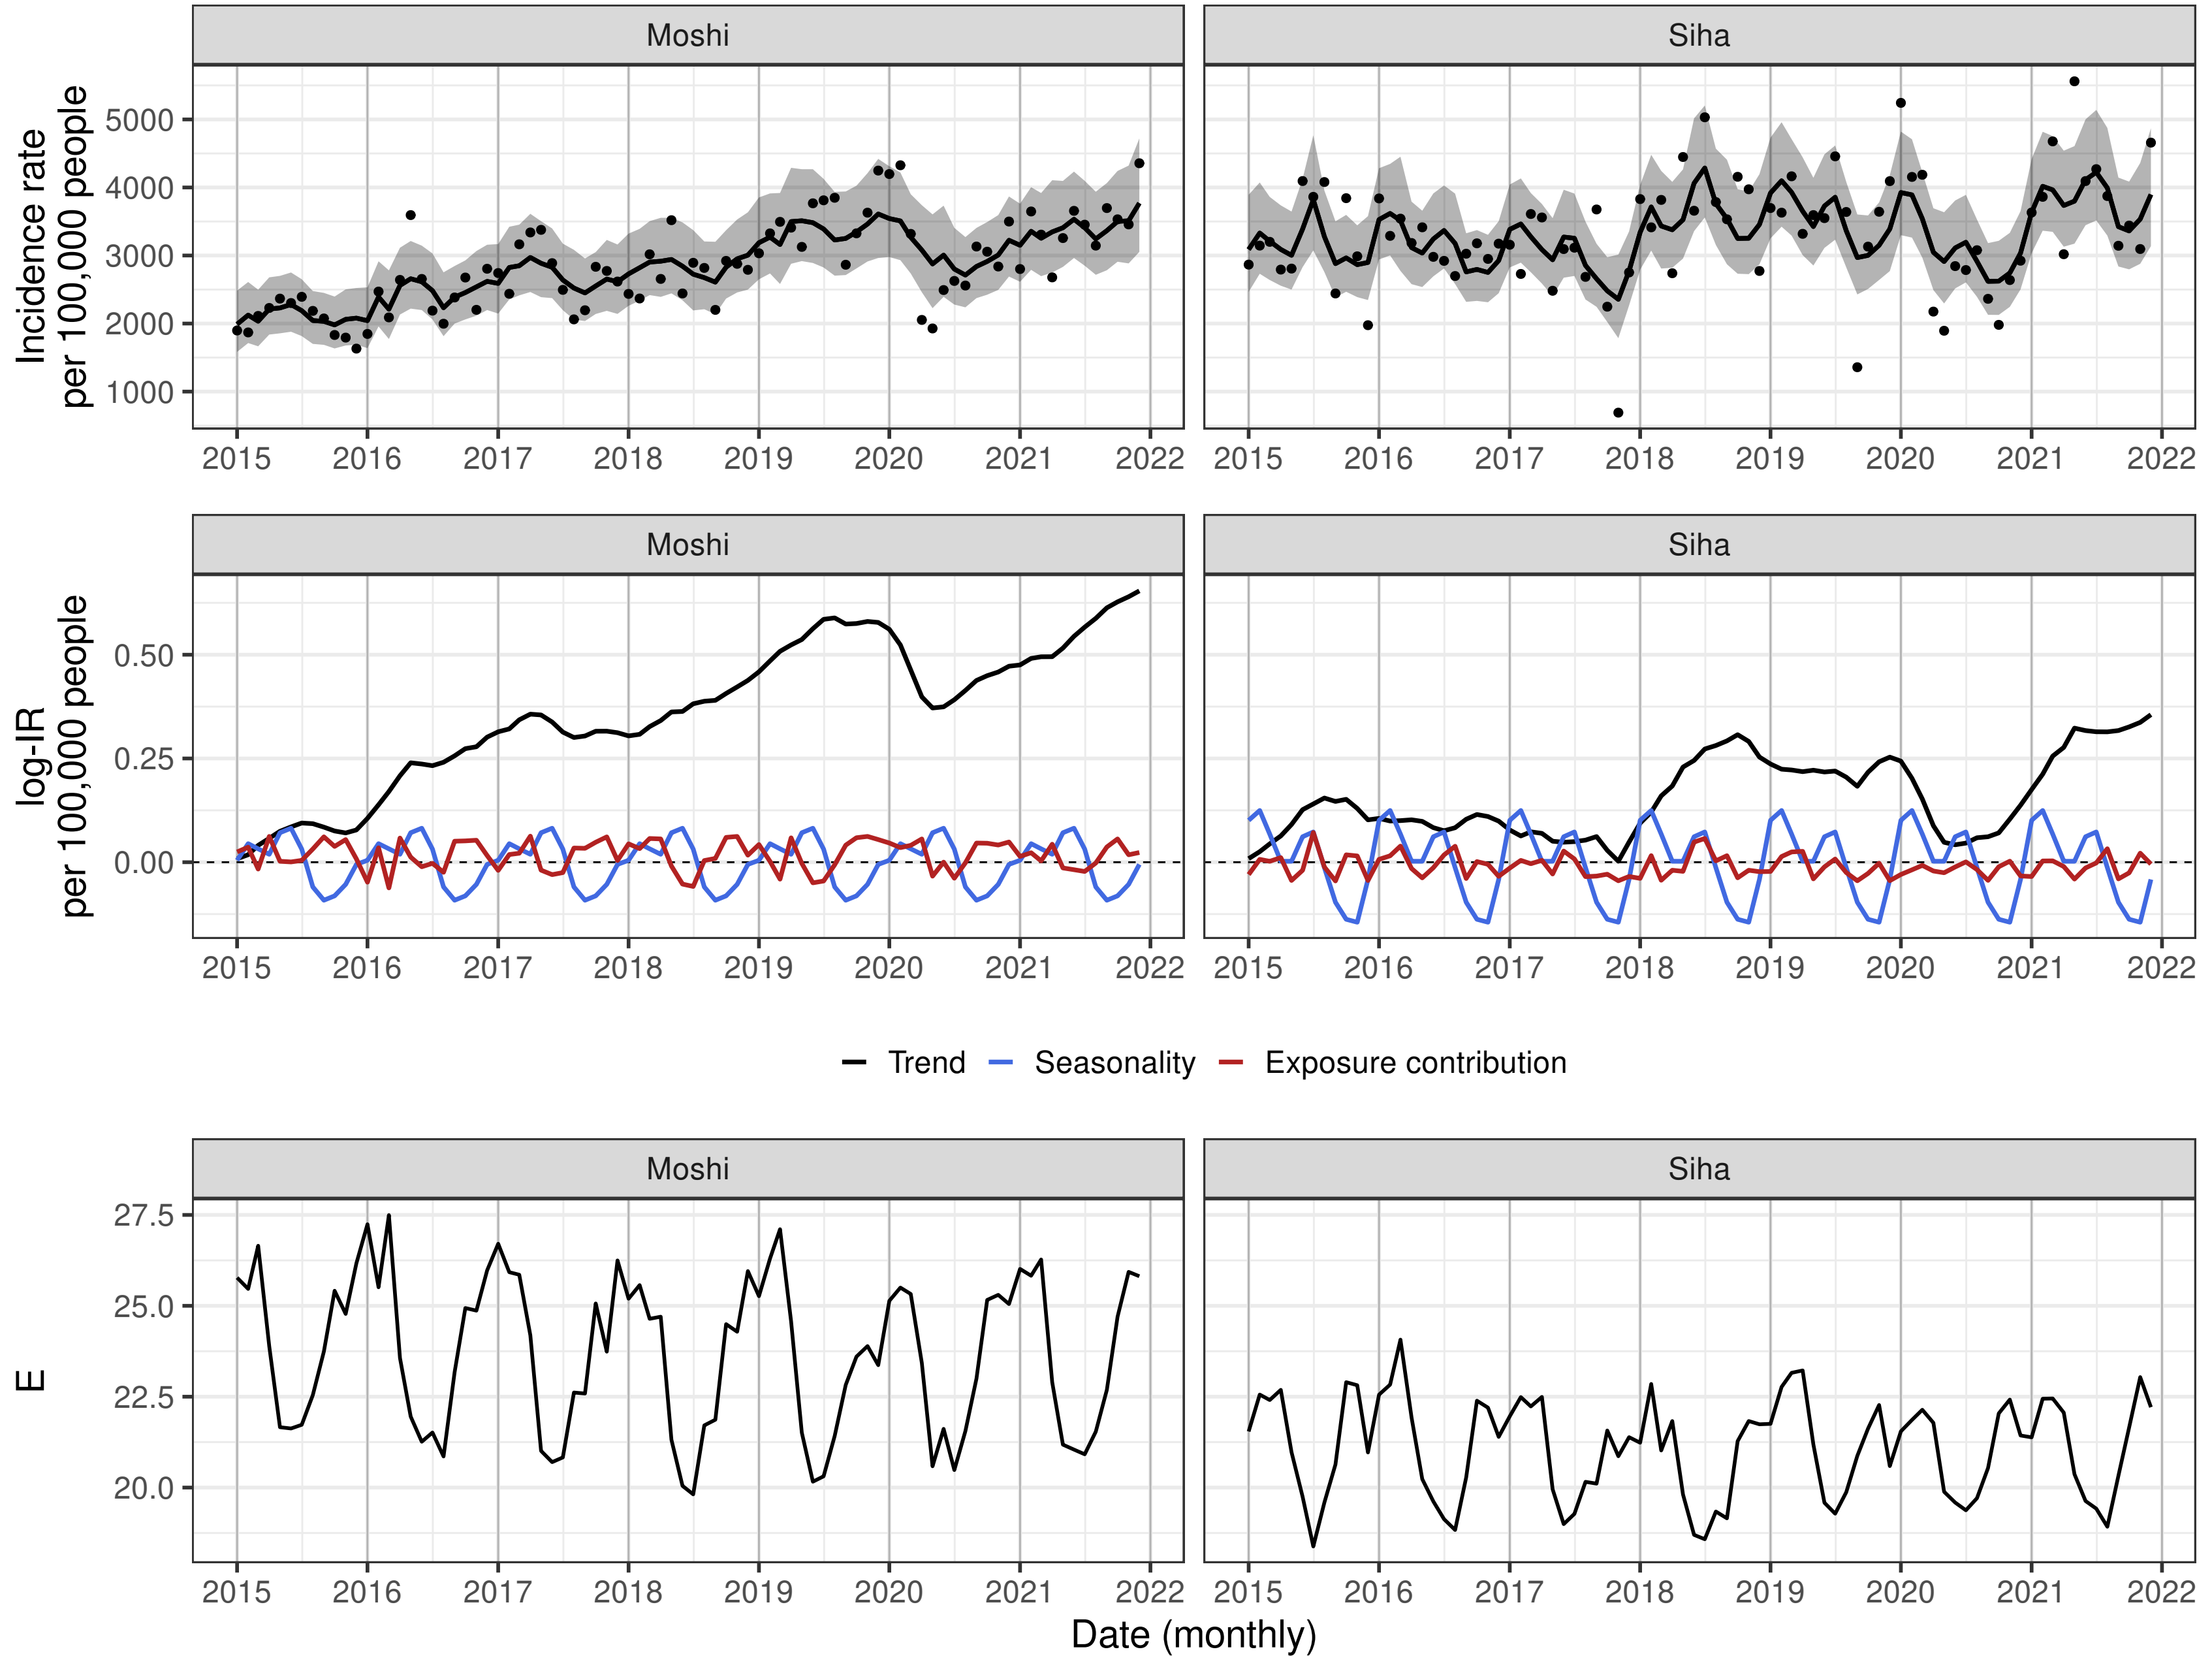 Moshi Siha
Incidence rate
per 100,000 people
5000
4000
3000
2000
1000
2015 2016 2017 2018 2019 2020 2021 2022 2015 2016 2017 2018 2019 2020 2021 2022
Moshi Siha
log-IR
per 100,000 people
0.50
0.25
0.00
2015 2016 2017 2018 2019 2020 2021 2022 2015 2016 2017 2018 2019 2020 2021 2022
Trend Seasonality Exposure contribution
Moshi Siha
E
27.5
25.0
22.5
20.0
2015 2016 2017 2018 2019 2020 2021 2022 2015 2016 2017 2018 2019 2020 2021 2022
Date (monthly)